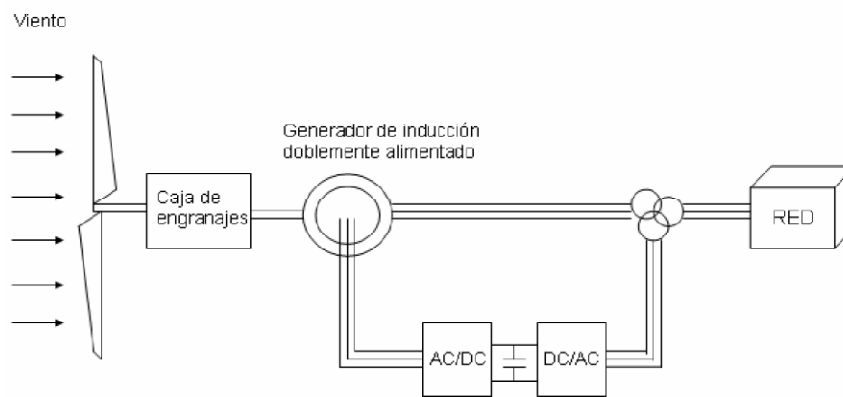 Viento
Generador de inducción
doblemente alimentado
Caja de
engranajes
RED
AC/DC
DC/AC